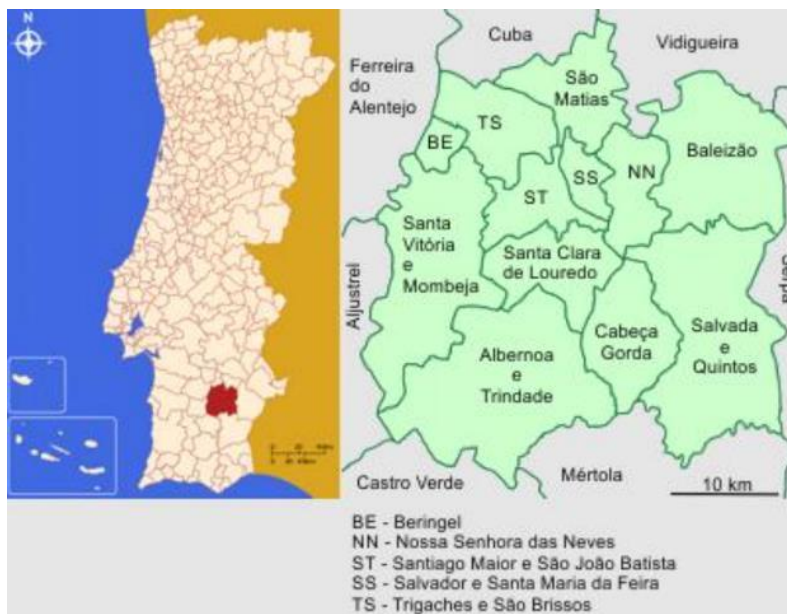 N
Cuba
Vidigueira
Ferreira
do
Alentejo
São
Matias
TS
BE
Baleizão
SS
NN
ST
Santa
Vitória
e
Mombeja
Santa Clara
de Louredo
Aljustrel
Serpa
Cabeça
Gorda
Salvada
e
Quintos
Albernoa
e
Trindade
Castro Verde
Mértola
10 km
BE - Beringel
NN - Nossa Senhora das Neves
ST - Santiago Maior e São João Batista
SS - Salvador e Santa Maria da Feira
TS - Trigaches e São Brissos